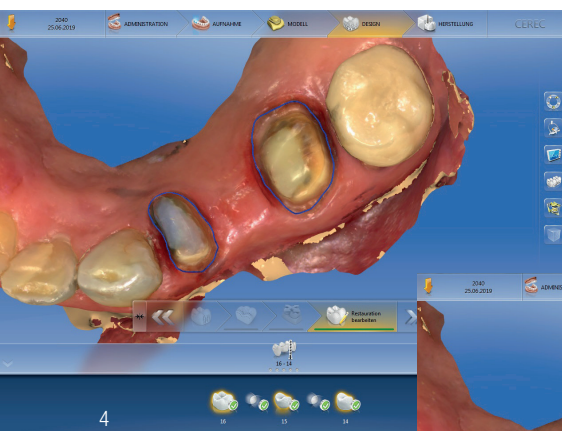 2040
25.06.2019
ADMINISTRATION
AUFNAHME
MODELL
DESIGN
HERSTELLUNG
CEREC
Restauration
bearbeiten
16 - 14
16
15
14
4
2040
25.06.2019
ADMINIS